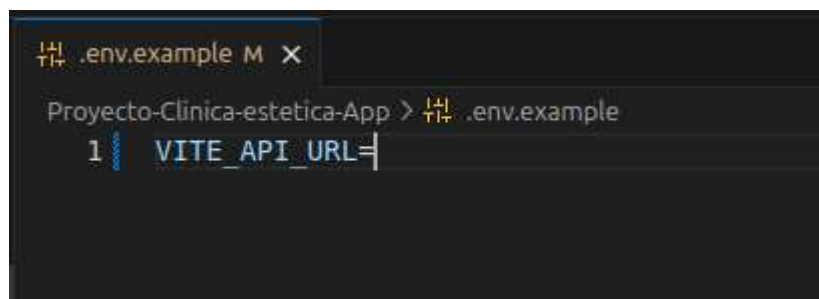 .env.example M ×
Proyecto-Clinica-estetica-App > .env.example
1 VITE_API_URL=